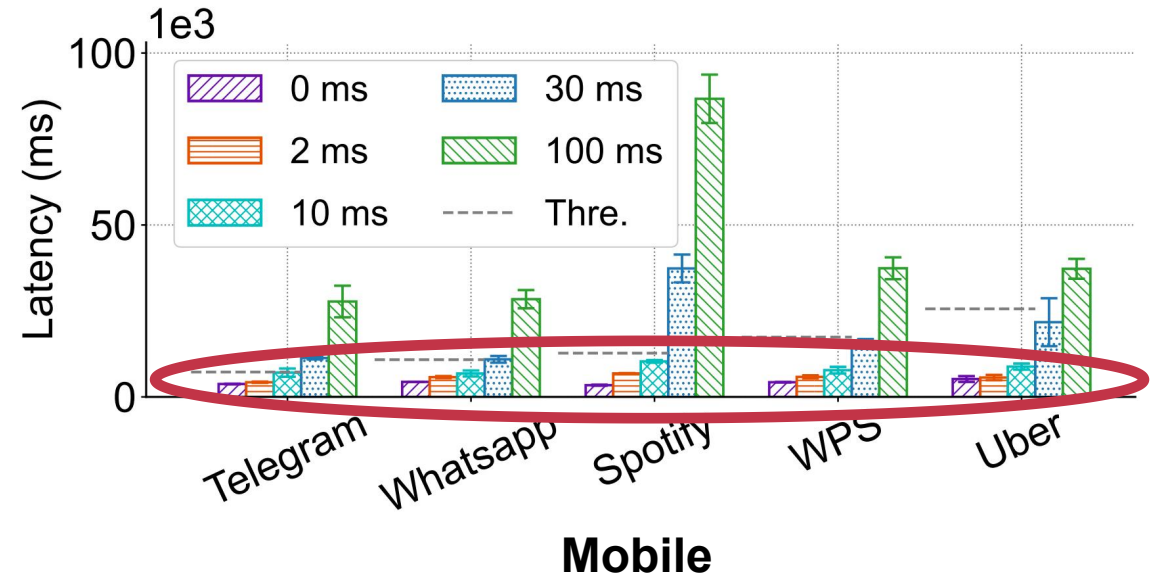 1e3
100
50
0
Latency (ms)
0 ms
2 ms
10 ms
30 ms
100 ms
Thre.
Telegram
Whatsapp
Spotify
WPS
Uber
Mobile